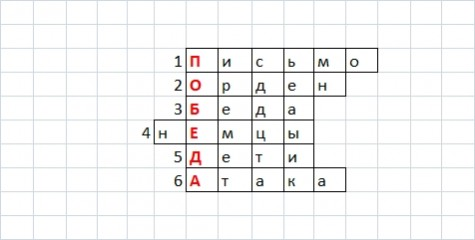 1 Письмо
2 Орден
3 Беда
4 нЕмцы
5 Дети
6 Атака